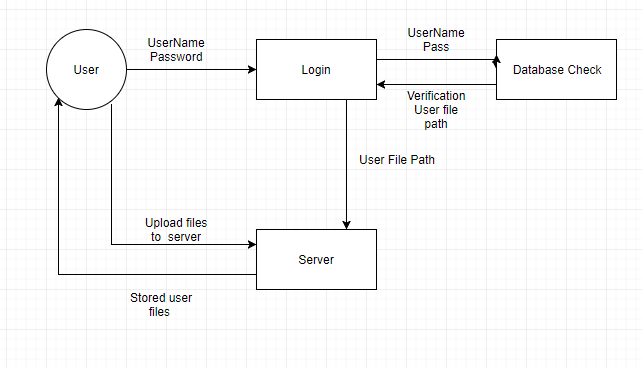 UserName
Password
User
Login
UserName
Pass
Database Check
Verification
User file
path
User File Path
Upload files
to server
Server
Stored user
files